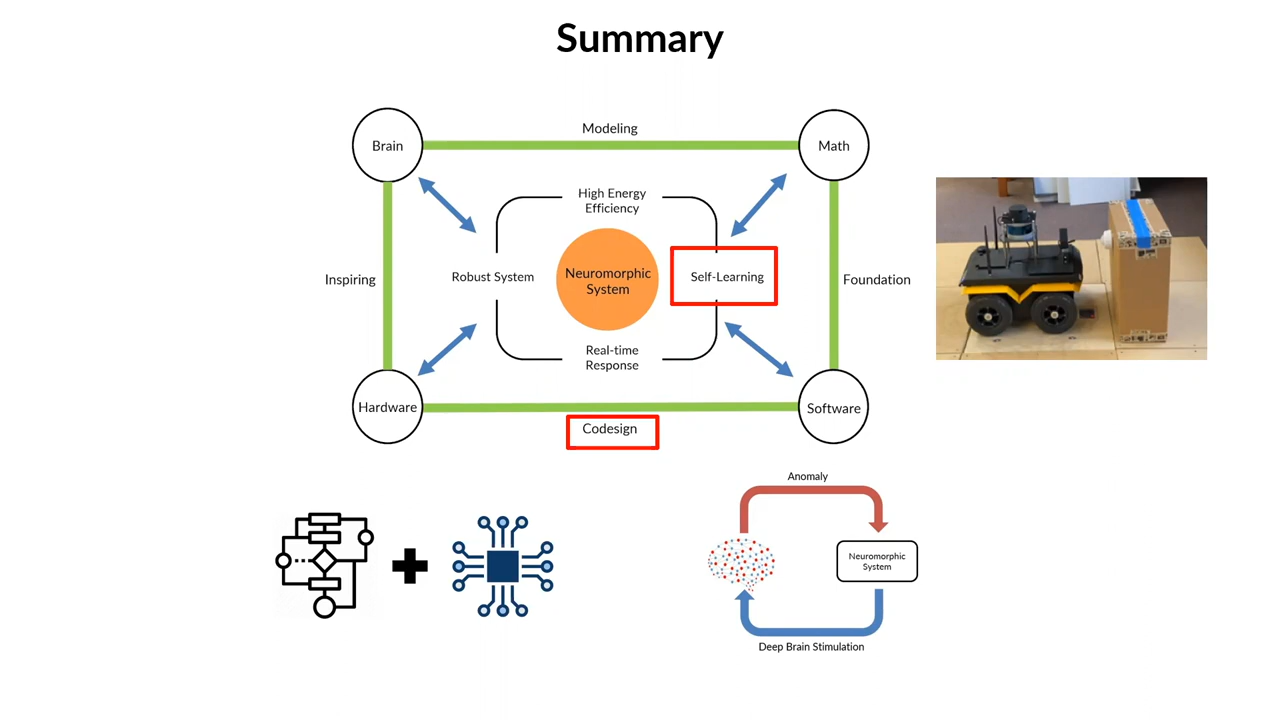 Summary
Modeling
Brain
Math
High Energy
Efficiency
Inspiring
Robust System
Neuromorphic
System
Self-Learning
Foundation
Real-time
Response
Hardware
Software
Codesign
Anomaly
Neuromorphic
System
Deep Brain Stimulation